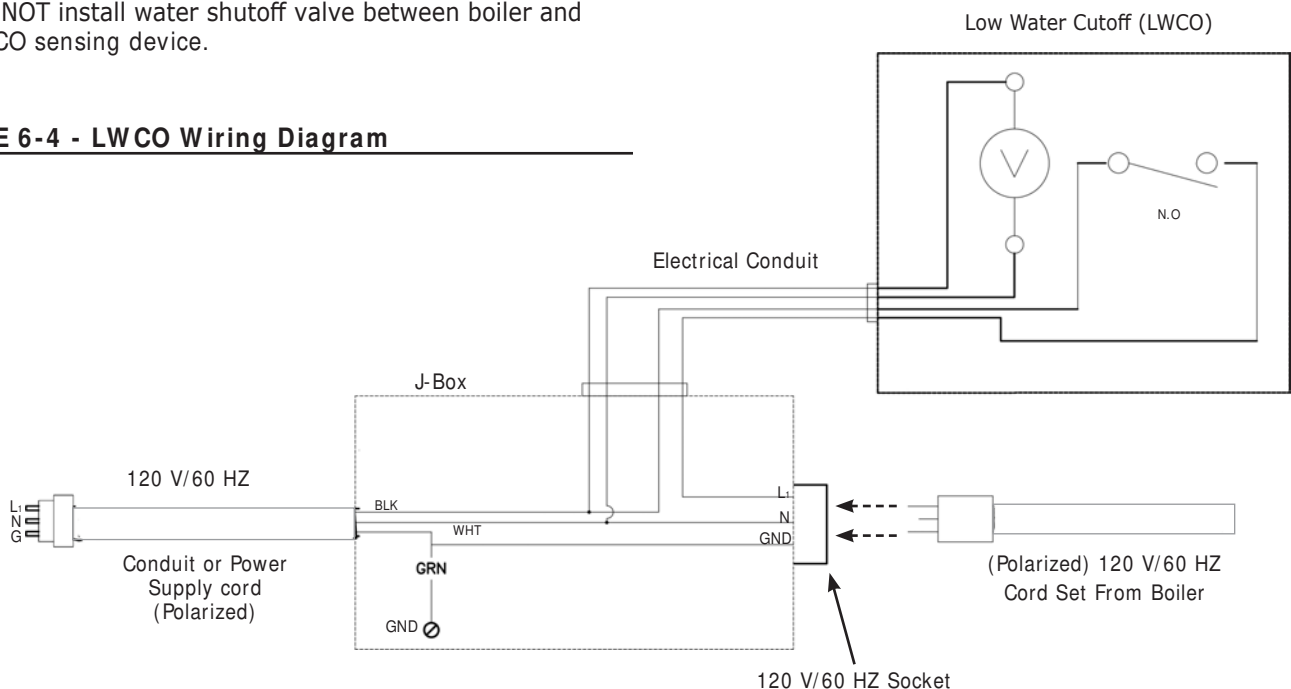 NOT install water shutoff valve between boiler and
CO sensing device.
E 6-4 - LWCO Wiring Diagram
Low Water Cutoff (LWCO)
V
N.O
Electrical Conduit
J-Box
120 V/60 HZ
L1
N
G
BLK
WHT
GRN
GND
L1
N
GND
Conduit or Power
Supply cord
(Polarized)
(Polarized) 120 V/60 HZ
Cord Set From Boiler
120 V/60 HZ Socket